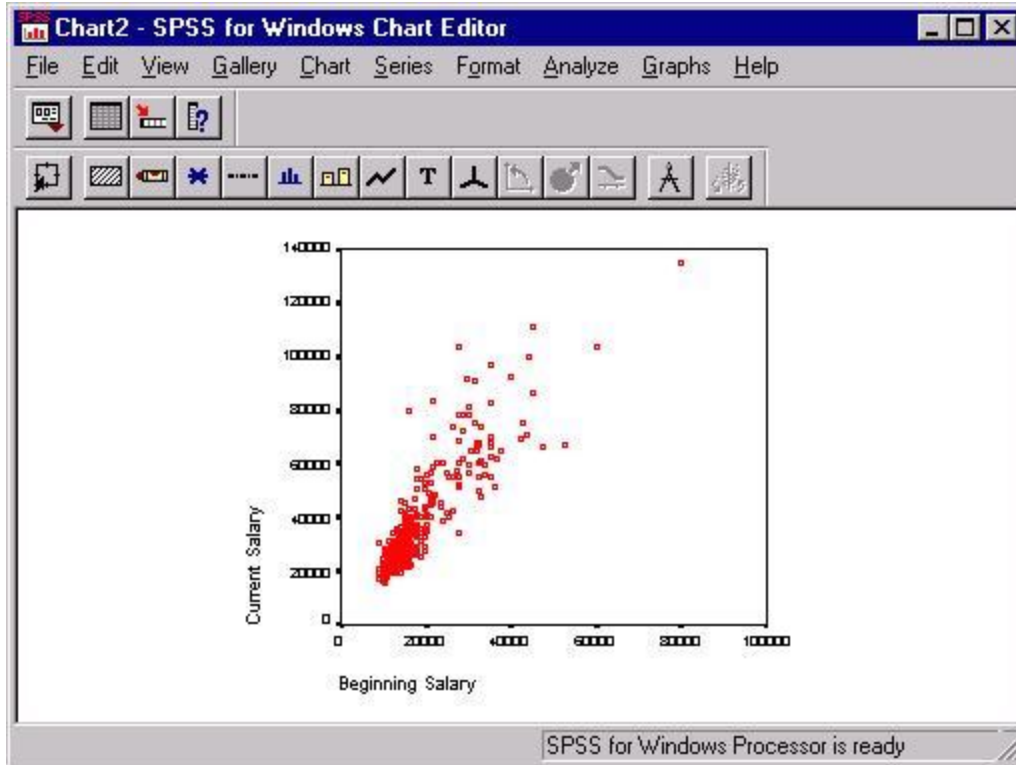 SPSS
Chart2 - SPSS for Windows Chart Editor
File Edit View Gallery Chart Series Format Analyze Graphs Help
T
140000
120000
100000
80000
60000
40000
20000
0
Current Salary
0 20000 40000 60000 80000 100000
Beginning Salary
SPSS for Windows Processor is ready